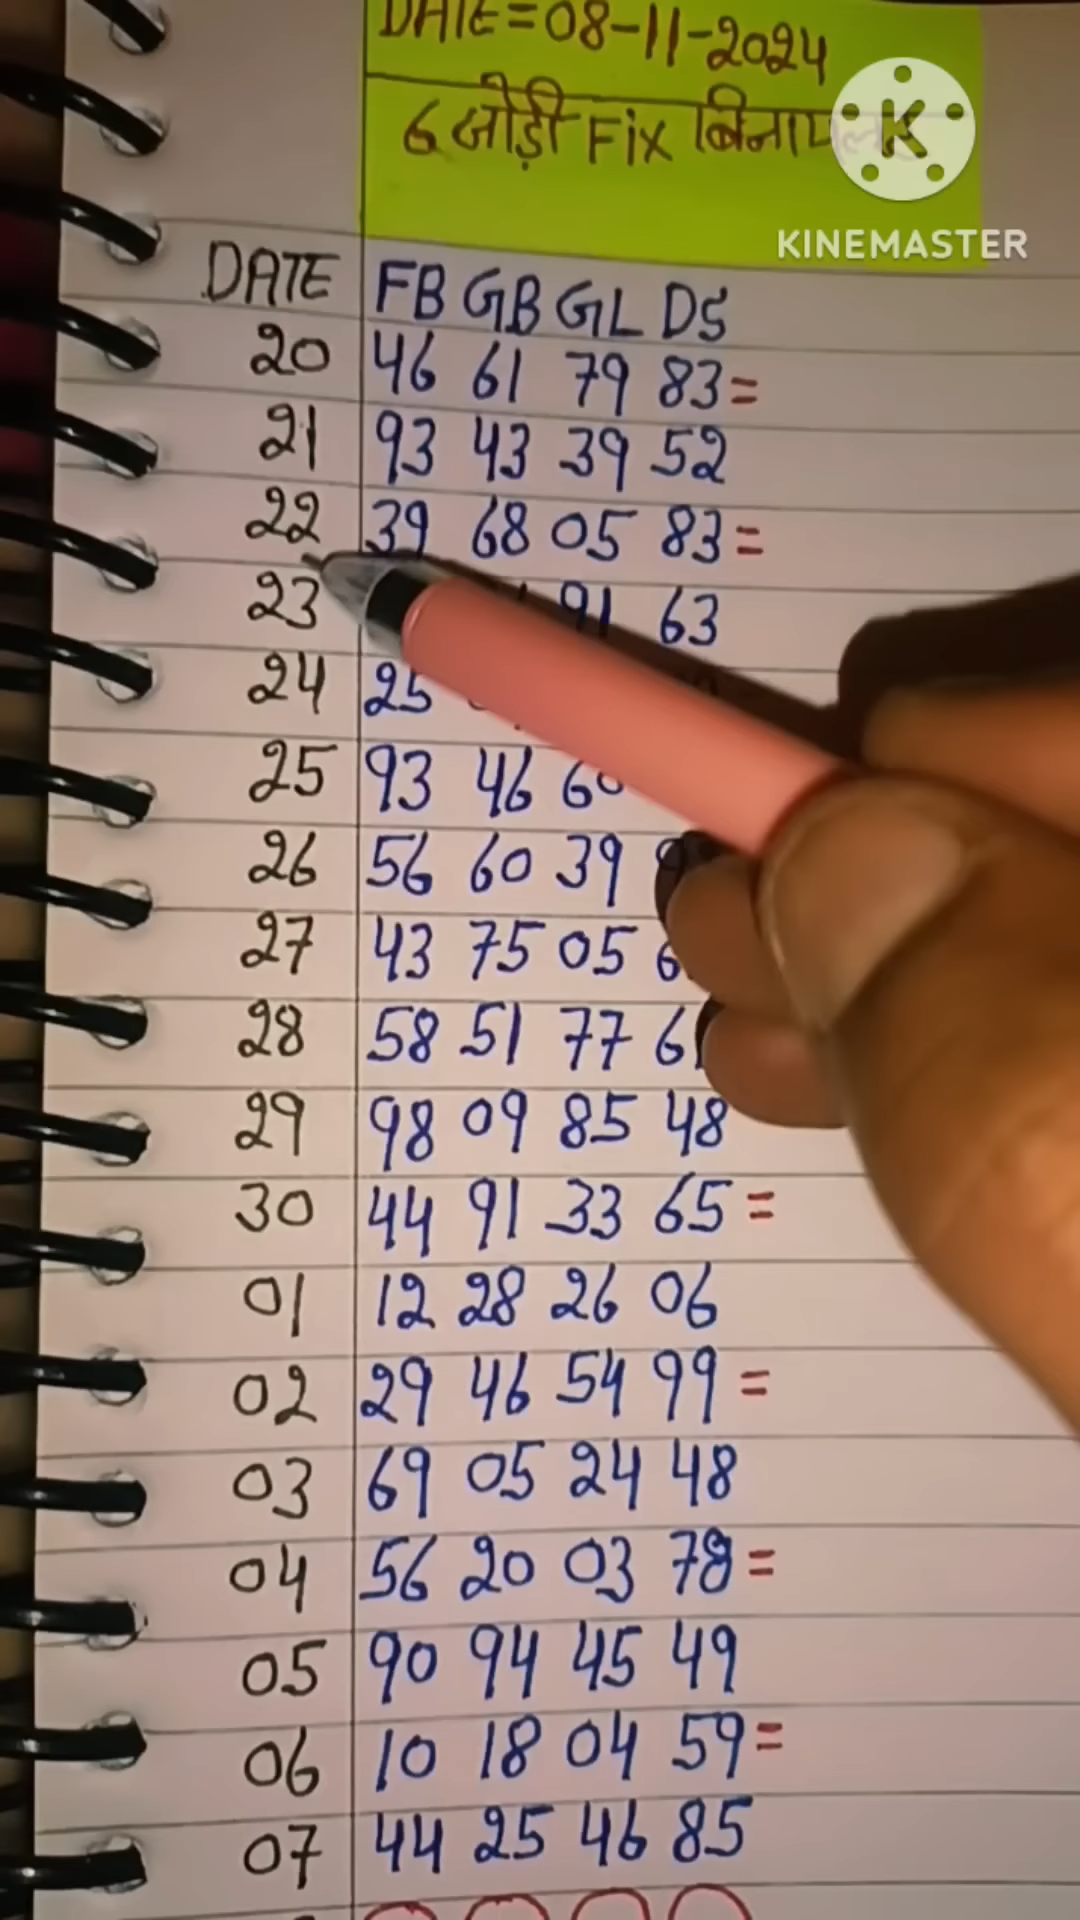 DATE=08-11-2024
6 जोड़ी Fix
KINEMASTER
DATE FB GB GL DS
20 46 61 79 83=
21 93 43 39 52
22 39 68 05 83=
23 91 63
24 25
25 93 46
26 56 60 39
27 43 75 05
28 58 51 77 61
29 98 09 85 48
30 44 91 33 65=
01 12 28 26 06
02 29 46 54 99=
03 69 05 24 48
04 56 20 03 78=
05 90 94 45 49
06 10 18 04 59=
07 44 25 46 85